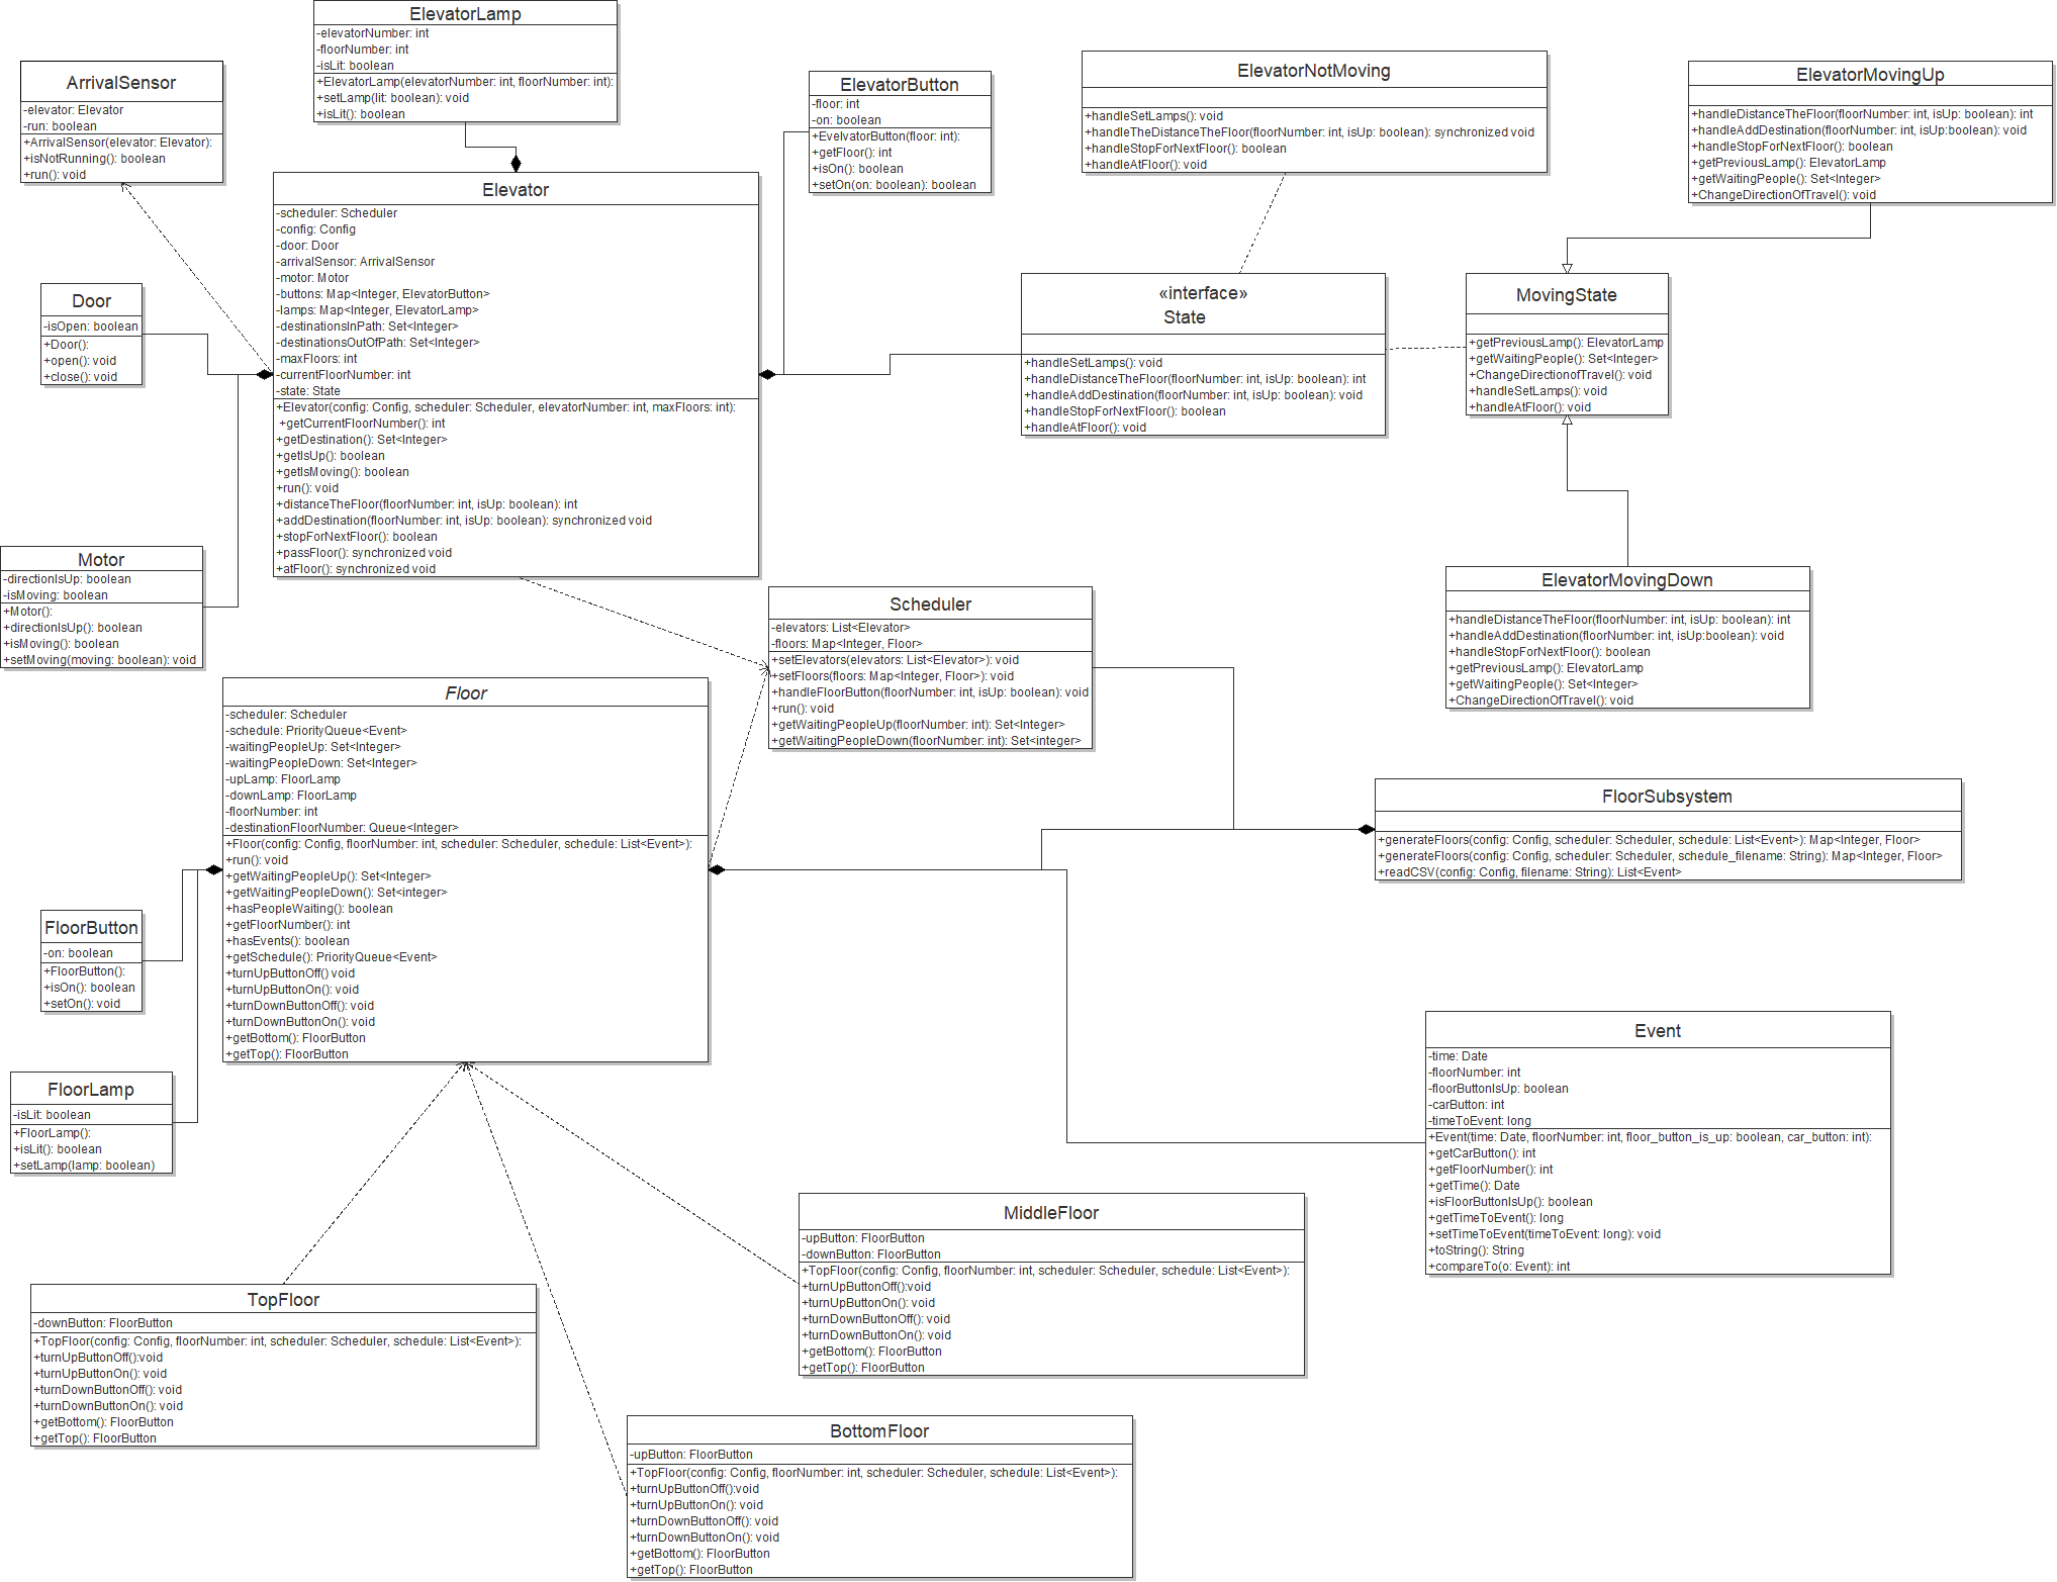 ElevatorLamp
-elevatorNumber: int
-floorNumber: int
-isLit: boolean
+ElevatorLamp(elevatorNumber: int, floorNumber: int):
+setLamp(lit: boolean): void
+isLit(): boolean
ArrivalSensor
-elevator: Elevator
-run: boolean
+ArrivalSensor(elevator: Elevator):
+isNotRunning(): boolean
+run(): void
ElevatorButton
-floor: int
-on: boolean
+EvelvatorButton(floor: int):
+getFloor(): int
+isOn(): boolean
+setOn(on: boolean): boolean
ElevatorNotMoving
+handleSetLamps(): void
+handleTheDistanceTheFloor(floorNumber: int, isUp: boolean): synchronized void
+handleStopForNextFloor(): boolean
+handleAtFloor(): void
ElevatorMovingUp
+handleDistanceTheFloor(floorNumber: int, isUp: boolean): int
+handleAddDestination(floorNumber: int, isUp:boolean): void
+handleStopForNextFloor(): boolean
+getPreviousLamp(): ElevatorLamp
+getWaitingPeople(): Set<Integer>
+ChangeDirectionOfTravel(): void
Elevator
-scheduler: Scheduler
-config: Config
-door: Door
-arrivalSensor: ArrivalSensor
-motor: Motor
-buttons: Map<Integer, ElevatorButton>
-lamps: Map<Integer, ElevatorLamp>
-destinationsInPath: Set<Integer>
-destinationsOutOfPath: Set<Integer>
-maxFloors: int
-currentFloorNumber: int
-state: State
+Elevator(config: Config, scheduler: Scheduler, elevatorNumber: int, maxFloors: int):
+getCurrentFloorNumber(): int
+getDestination(): Set<Integer>
+getIsUp(): boolean
+getIsMoving(): boolean
+run(): void
+distanceTheFloor(floorNumber: int, isUp: boolean): int
+addDestination(floorNumber: int, isUp: boolean): synchronized void
+stopForNextFloor(): boolean
+passFloor(): synchronized void
+atFloor(): synchronized void
Door
-isOpen: boolean
+Door():
+open(): void
+close(): void
«interface»
State
+handleSetLamps(): void
+handleDistanceTheFloor(floorNumber: int, isUp: boolean): int
+handleAddDestination(floorNumber: int, isUp: boolean): void
+handleStopForNextFloor(): boolean
+handleAtFloor(): void
MovingState
+getPreviousLamp(): ElevatorLamp
+getWaitingPeople(): Set<Integer>
+ChangeDirectionofTravel(): void
+handleSetLamps(): void
+handleAtFloor(): void
Motor
-directionIsUp: boolean
-isMoving: boolean
+Motor():
+directionIsUp(): boolean
+isMoving(): boolean
+setMoving(moving: boolean): void
ElevatorMovingDown
+handleDistanceTheFloor(floorNumber: int, isUp: boolean): int
+handleAddDestination(floorNumber: int, isUp:boolean): void
+handleStopForNextFloor(): boolean
+getPreviousLamp(): ElevatorLamp
+getWaitingPeople(): Set<Integer>
+ChangeDirectionOfTravel(): void
Scheduler
-elevators: List<Elevator>
-floors: Map<Integer, Floor>
+setElevators(elevators: List<Elevator>): void
+setFloors(floors: Map<Integer, Floor>): void
+handleFloorButton(floorNumber: int, isUp: boolean): void
+run(): void
+getWaitingPeopleUp(floorNumber: int): Set<Integer>
+getWaitingPeopleDown(floorNumber: int): Set<integer>
Floor
-scheduler: Scheduler
-schedule: PriorityQueue<Event>
-waitingPeopleUp: Set<Integer>
-waitingPeopleDown: Set<Integer>
-upLamp: FloorLamp
-downLamp: FloorLamp
-floorNumber: int
-destinationFloorNumber: Queue<Integer>
+Floor(config: Config, floorNumber: int, scheduler: Scheduler, schedule: List<Event>):
+run(): void
+getWaitingPeopleUp(): Set<Integer>
+getWaitingPeopleDown(): Set<integer>
+hasPeopleWaiting(): boolean
+getFloorNumber(): int
+hasEvents(): boolean
+getSchedule(): PriorityQueue<Event>
+turnUpButtonOff() void
+turnUpButtonOn(): void
+turnDownButtonOff(): void
+turnDownButtonOn(): void
+getBottom(): FloorButton
+getTop(): FloorButton
FloorSubsystem
+generateFloors(config: Config, scheduler: Scheduler, schedule: List<Event>): Map<Integer, Floor>
+generateFloors(config: Config, scheduler: Scheduler, schedule_filename: String): Map<Integer, Floor>
+readCSV(config: Config, filename: String): List<Event>
FloorButton
-on: boolean
+FloorButton():
+isOn(): boolean
+setOn(): void
FloorLamp
-isLit: boolean
+FloorLamp():
+isLit(): boolean
+setLamp(lamp: boolean)
Event
-time: Date
-floorNumber: int
-floorButtonIsUp: boolean
-carButton: int
-timeToEvent: long
+Event(time: Date, floorNumber: int, floor_button_is_up: boolean, car_button: int):
+getCarButton(): int
+getFloorNumber(): int
+getTime(): Date
+isFloorButtonIsUp(): boolean
+getTimeToEvent(): long
+setTimeToEvent(timeToEvent: long): void
+toString(): String
+compareTo(o: Event): int
MiddleFloor
-upButton: FloorButton
-downButton: FloorButton
+TopFloor(config: Config, floorNumber: int, scheduler: Scheduler, schedule: List<Event>):
+turnUpButtonOff():void
+turnUpButtonOn(): void
+turnDownButtonOff(): void
+turnDownButtonOn(): void
+getBottom(): FloorButton
+getTop(): FloorButton
TopFloor
-downButton: FloorButton
+TopFloor(config: Config, floorNumber: int, scheduler: Scheduler, schedule: List<Event>):
+turnUpButtonOff():void
+turnUpButtonOn(): void
+turnDownButtonOff(): void
+turnDownButtonOn(): void
+getBottom(): FloorButton
+getTop(): FloorButton
BottomFloor
-upButton: FloorButton
+TopFloor(config: Config, floorNumber: int, scheduler: Scheduler, schedule: List<Event>):
+turnUpButtonOff():void
+turnUpButtonOn(): void
+turnDownButtonOff(): void
+turnDownButtonOn(): void
+getBottom(): FloorButton
+getTop(): FloorButton